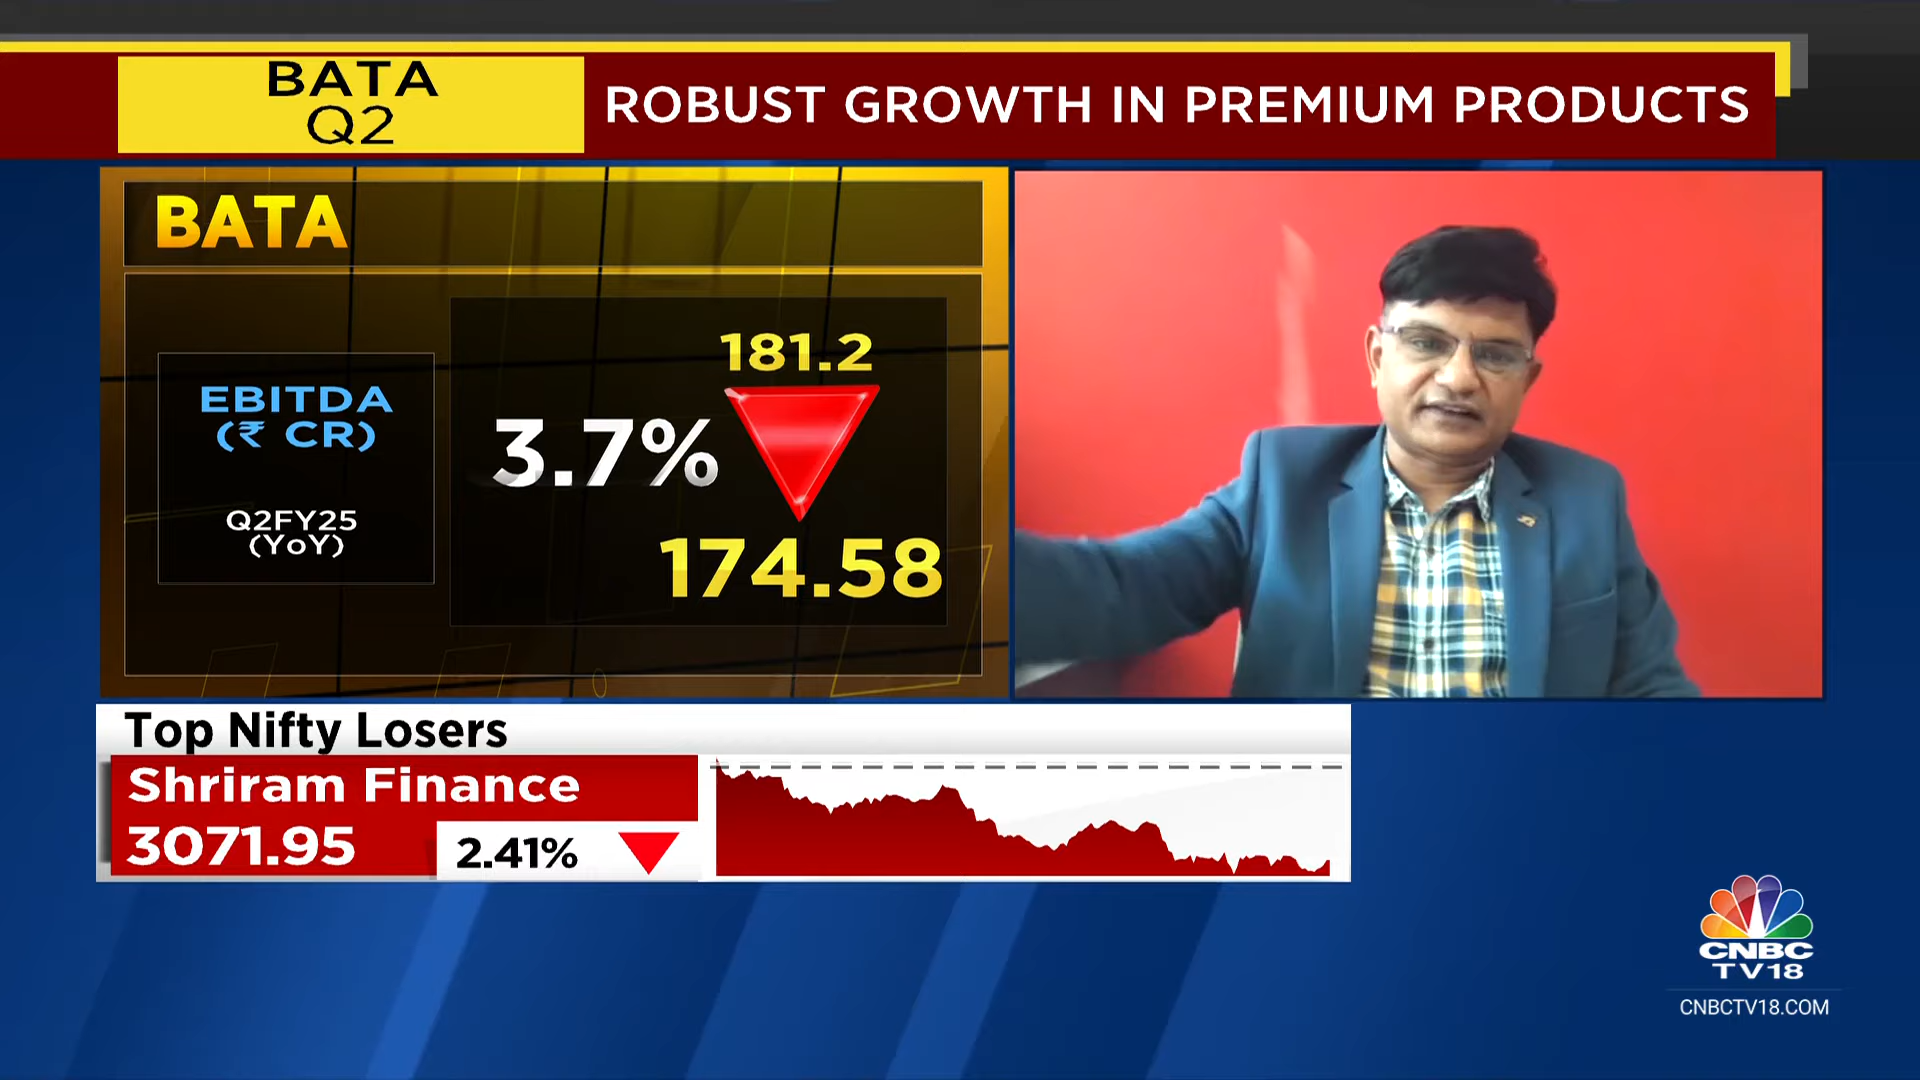 BATA
Q2
ROBUST GROWTH IN PREMIUM PRODUCTS
BATA
EBITDA
(₹ CR)
Q2FY25
(YoY)
181.2
3.7%
174.58
Top Nifty Losers
Shriram Finance
3071.95
2.41%
CNBC
TV18
CNBCTV18.COM